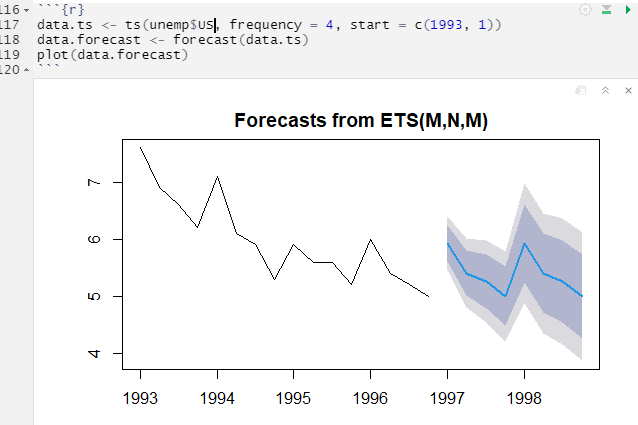 116 ```{r}
117 data.ts <- ts(unemp$US, frequency = 4, start = c(1993, 1))
118 data.forecast <- forecast(data.ts)
119 plot(data.forecast)
120 ```
Forecasts from ETS(M,N,M)
7
6
5
4
1993 1994 1995 1996 1997 1998